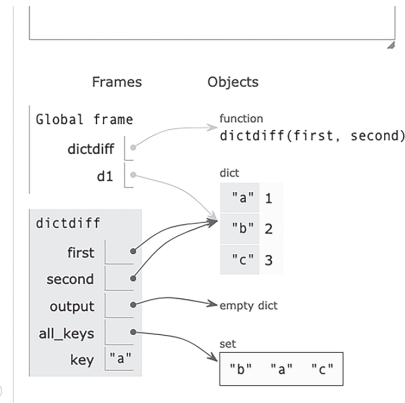 Frames Objects
Global frame
dictdiff
d1
function
dictdiff(first, second)
dict
"a" 1
"b" 2
"c" 3
dictdiff
first
second
output
all_keys
key "a"
empty dict
set
"b" "a" "c"